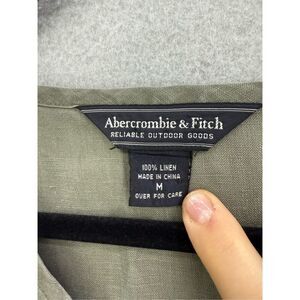 Abercrombie & Fitch
RELIABLE OUTDOOR GOODS
100% LINEN
MADE IN CHINA
M
OVER FOR CARE